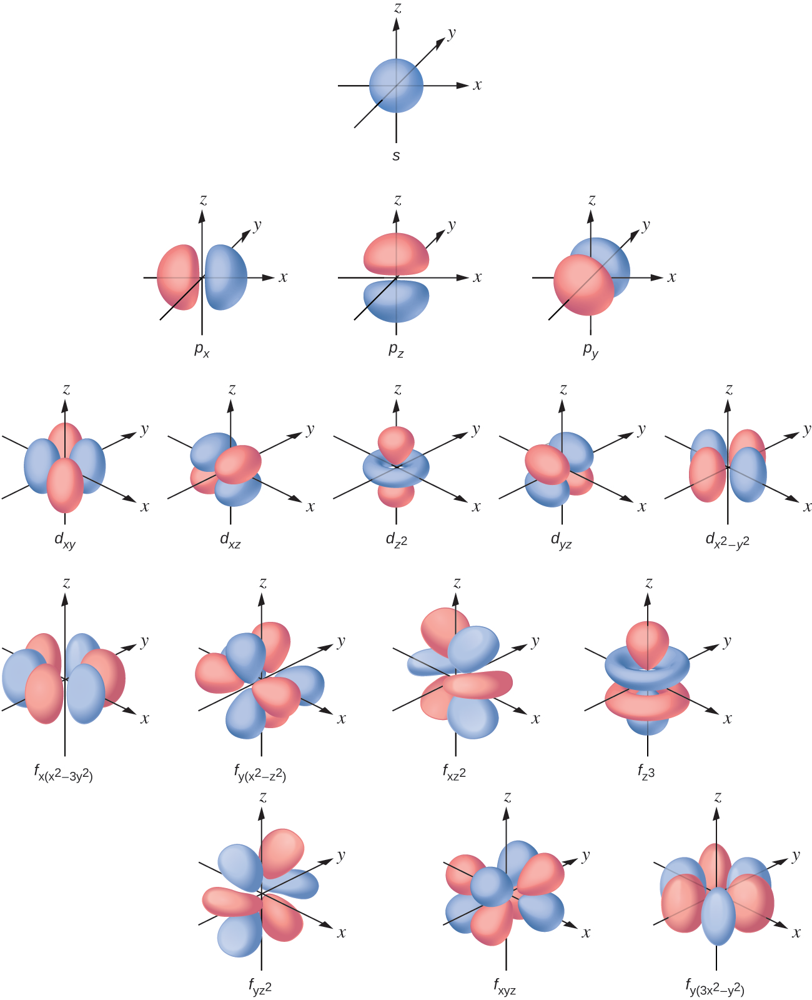 z
y
x
s
z z z
y y y
x x x
pₓ p_z p_y
z z z z z
y y y y y
x x x x x
d_xy d_xz d_z² d_yz d_x²–y²
z z z z
y y y y
x x x x
f_x(x²–3y²) f_y(x²–z²) f_xz² f_z³
z z z
y y y
x x x
f_yz² f_xyz f_y(3x²–y²)